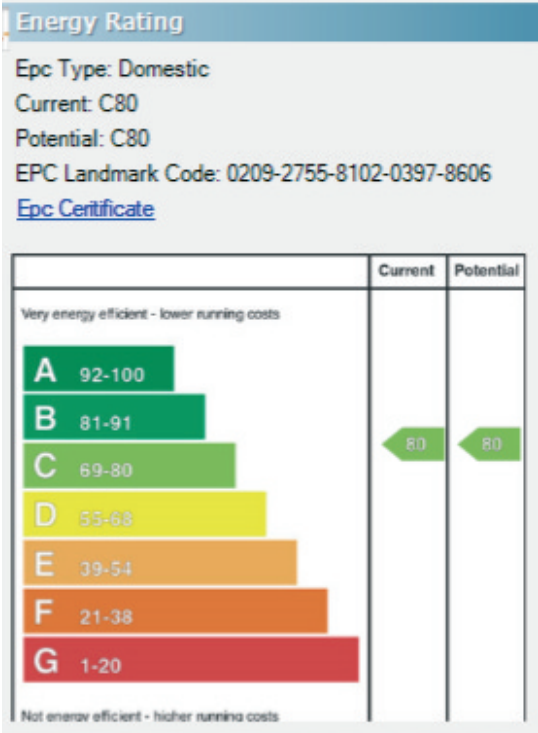 Energy Rating
Epc Type: Domestic
Current: C80
Potential: C80
EPC Landmark Code: 0209-2755-8102-0397-8606
Epc Ceritificate
Current Potential
Very energy efficient - lower running costs
A 92-100
B 81-91
80 80
C 69-80
D 55-68
E 39-54
F 21-38
G 1-20
Not energy efficient - higher running costs